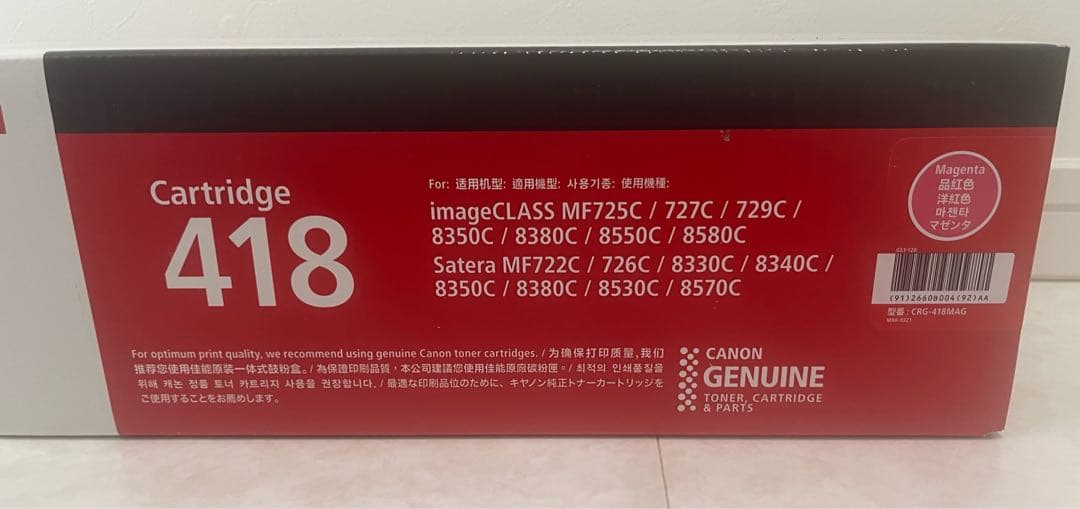 Cartridge
418
For: 适用机型: 適用機型: 사용기종: 使用機種:
imageCLASS MF725C / 727C / 729C /
8350C / 8380C / 8550C / 8580C
Satera MF722C / 726C / 8330C / 8340C /
8350C / 8380C / 8530C / 8570C
Magenta
品红色
洋紅色
마젠타
マゼンタ
GS1-128
(91)2660B004(92)AA
型番 : CRG-418MAG
For optimum print quality, we recommend using genuine Canon toner cartridges. / 为确保打印质量,我们
推荐您使用佳能原装一体式鼓粉盒。/ 為保證印刷品質,本公司建議您使用佳能原廠碳粉匣。/ 최적의 인쇄품질을
위해 캐논 정품 토너 카트리지 사용을 권장합니다. / 最適な印刷品位のために、キヤノン純正トナーカートリッジを
ご使用することをお薦めします。
CANON
GENUINE
TONER, CARTRIDGE
& PARTS